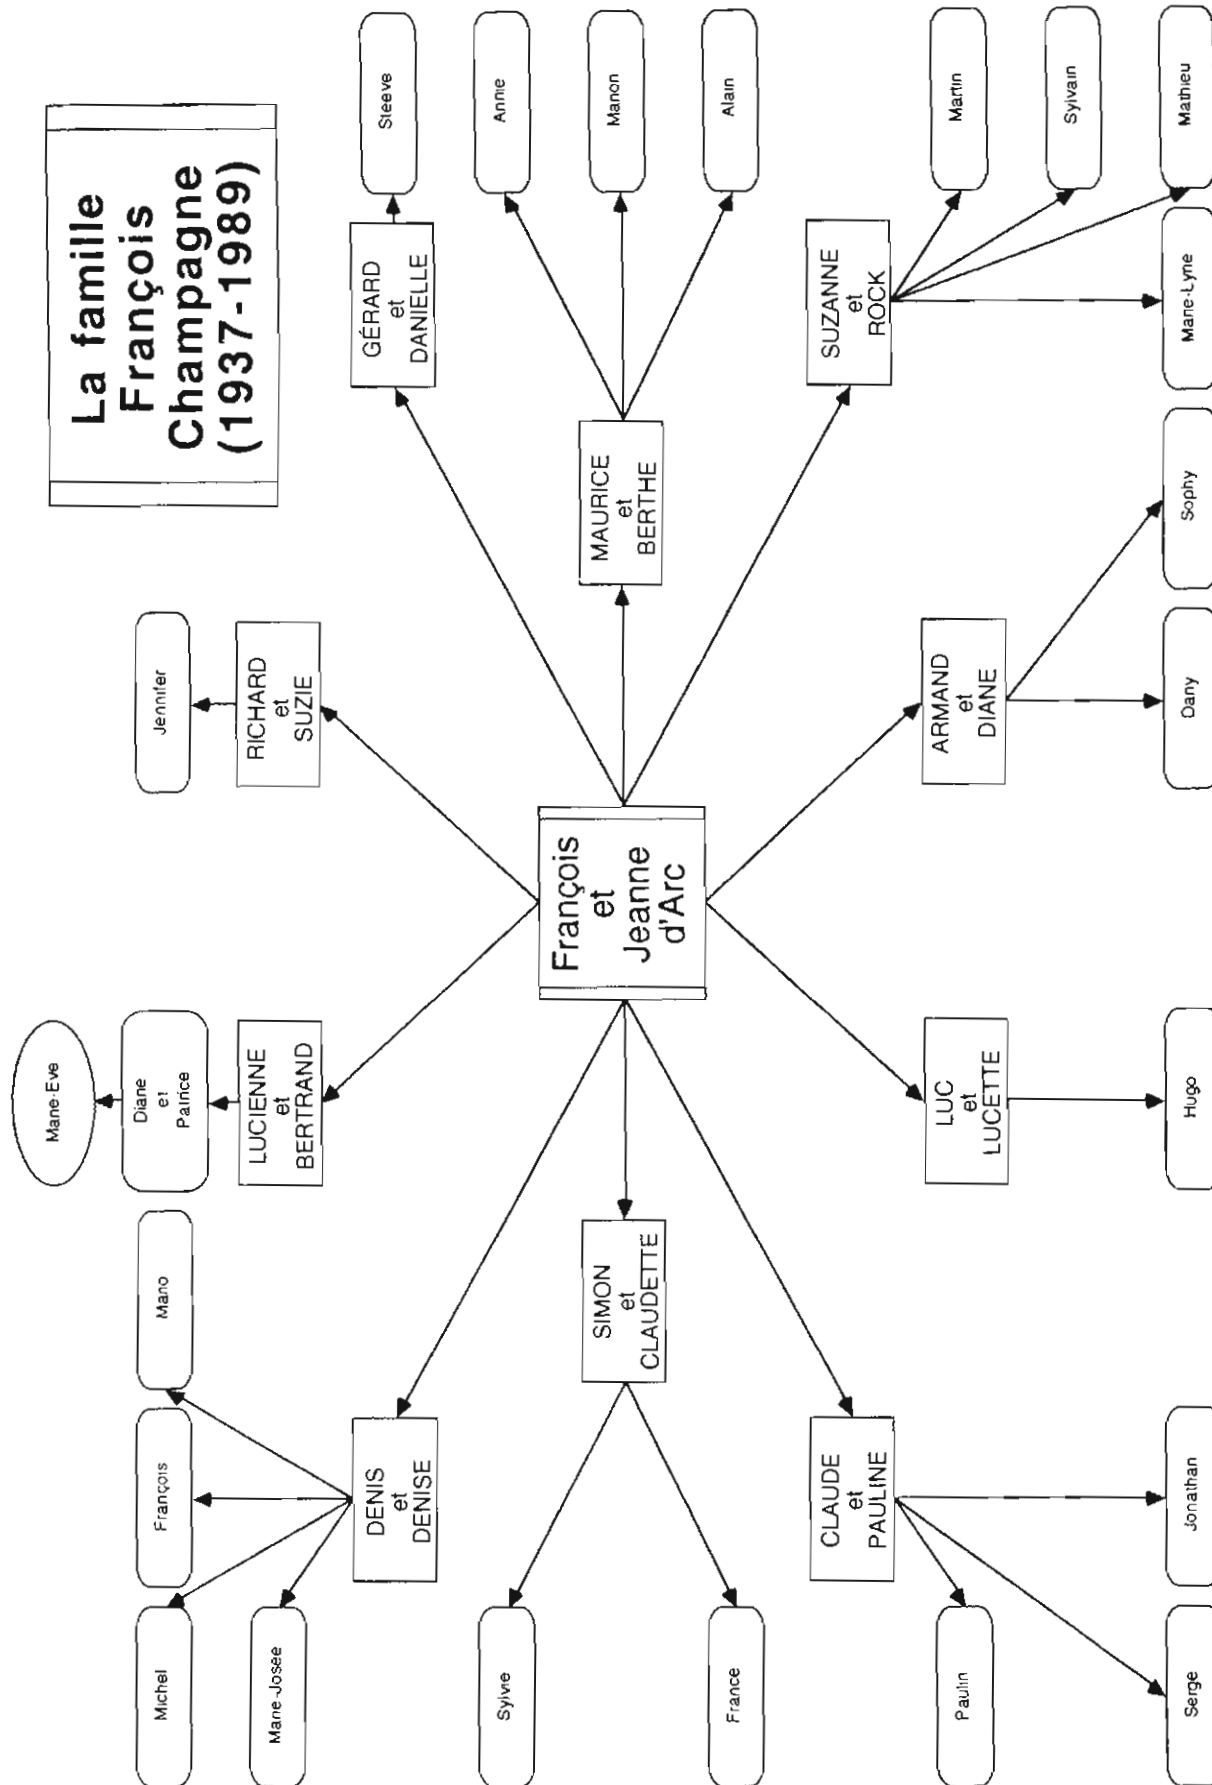 La famille
François
Champagne
(1937-1989)
Marie-Eve
Diane
et
Patrice
LUCIENNE
et
BERTRAND
Michel
François
Mario
Marie-Josée
DENIS
et
DENISE
Jennifer
RICHARD
et
SUZIE
Steeve
GÉRARD
et
DANIELLE
Sylvie
France
SIMON
et
CLAUDETTE
François
et
Jeanne
d'Arc
MAURICE
et
BERTHE
Annie
Manon
Alain
CLAUDE
et
PAULINE
Paulin
Serge
Jonathan
LUC
et
LUCETTE
Hugo
ARMAND
et
DIANE
Dany
Sophy
SUZANNE
et
ROCK
Martin
Sylvain
Mathieu
Marie-Lyne